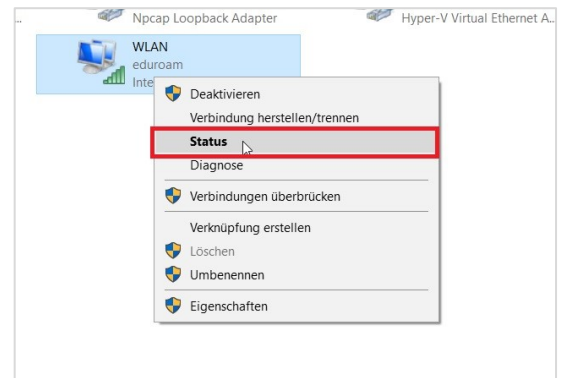 Npcap Loopback Adapter
Hyper-V Virtual Ethernet A...
WLAN
eduroam
Inte
Deaktivieren
Verbindung herstellen/trennen
Status
Diagnose
Verbindungen überbrücken
Verknüpfung erstellen
Löschen
Umbenennen
Eigenschaften